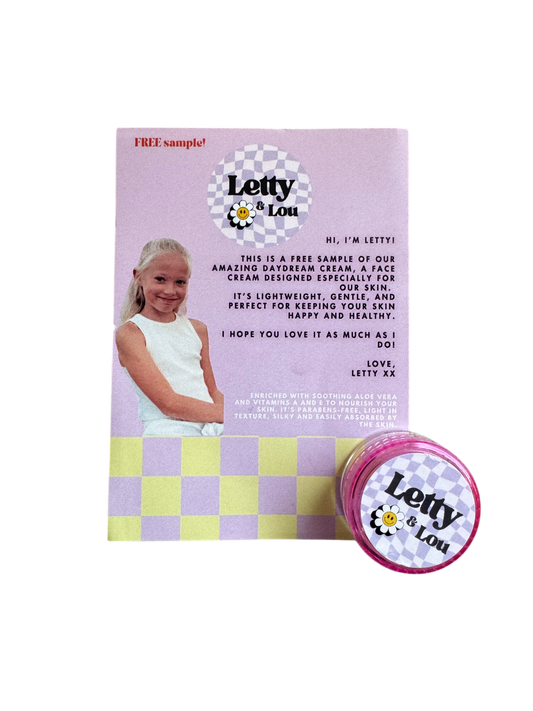 FREE sample!
Letty
& Lou
HI, I'M LETTY!
THIS IS A FREE SAMPLE OF OUR
AMAZING DAYDREAM CREAM, A FACE
CREAM DESIGNED ESPECIALLY FOR
OUR SKIN.
IT'S LIGHTWEIGHT, GENTLE, AND
PERFECT FOR KEEPING YOUR SKIN
HAPPY AND HEALTHY.
I HOPE YOU LOVE IT AS MUCH AS I
DO!
LOVE,
LETTY XX
ENRICHED WITH SOOTHING ALOE VERA
AND VITAMINS A AND E TO NOURISH YOUR
SKIN. IT'S PARABENS-FREE, LIGHT IN
TEXTURE, SILKY AND EASILY ABSORBED BY
THE SKIN.
Letty
& Lou